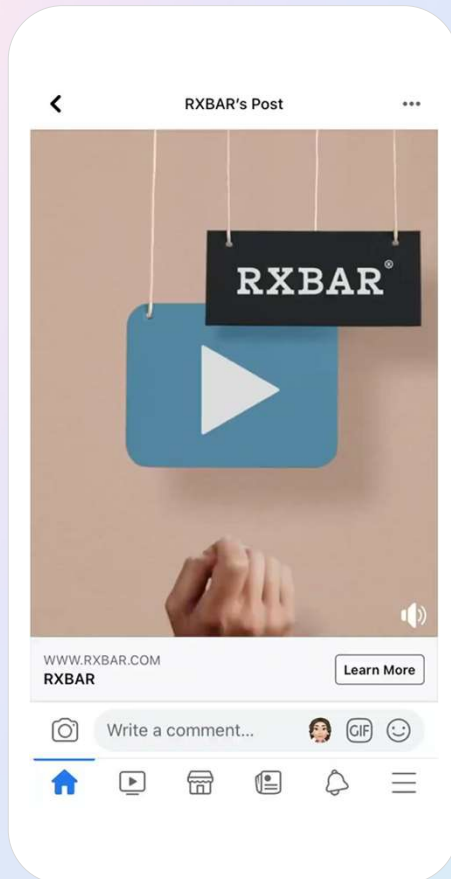 RXBAR's Post
RXBAR®
WWW.RXBAR.COM
RXBAR
Learn More
Write a comment...
GIF